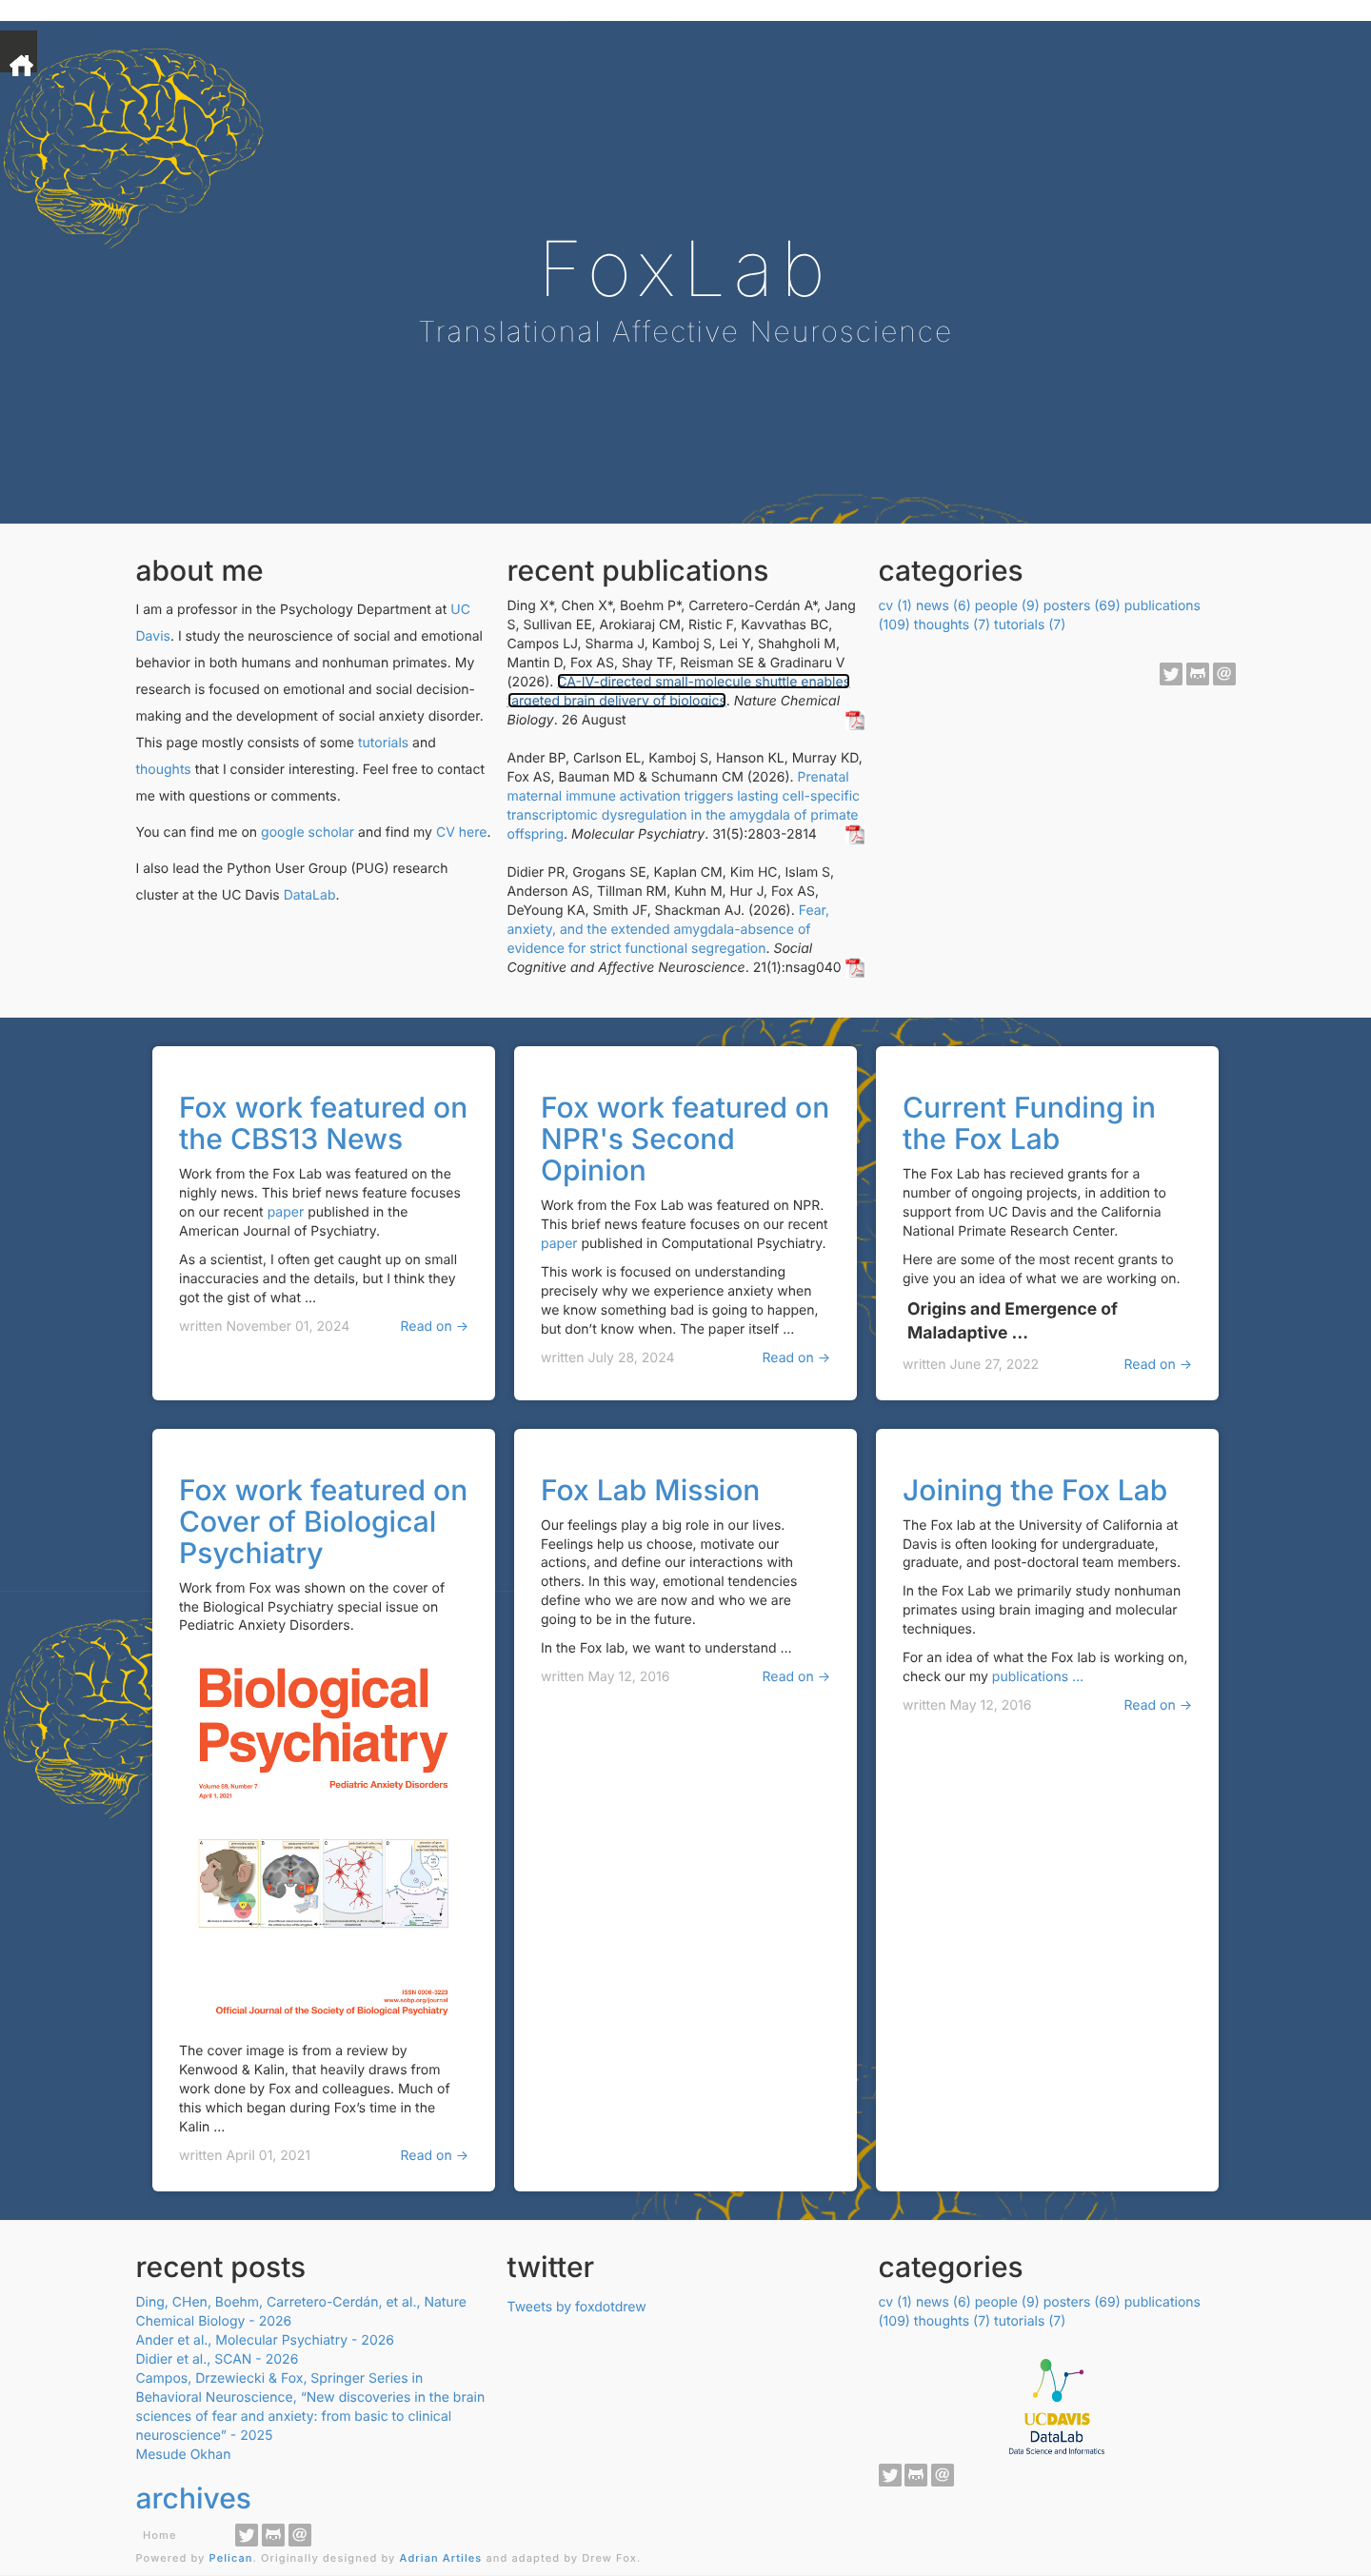 FoxLab
Translational Affective Neuroscience
about me
I am a professor in the Psychology Department at UC
Davis. I study the neuroscience of social and emotional
behavior in both humans and nonhuman primates. My
research is focused on emotional and social decision-
making and the development of social anxiety disorder.
This page mostly consists of some tutorials and
thoughts that I consider interesting. Feel free to contact
me with questions or comments.
You can find me on google scholar and find my CV here.
I also lead the Python User Group (PUG) research
cluster at the UC Davis DataLab.
recent publications
Ding X*, Chen X*, Boehm P*, Carretero-Cerdán A*, Jang
S, Sullivan EE, Arokiaraj CM, Ristic F, Kavvathas BC,
Campos LJ, Sharma J, Kamboj S, Lei Y, Shahgholi M,
Mantin D, Fox AS, Shay TF, Reisman SE & Gradinaru V
(2026). CA-IV-directed small-molecule shuttle enables
targeted brain delivery of biologics. Nature Chemical
Biology. 26 August
Ander BP, Carlson EL, Kamboj S, Hanson KL, Murray KD,
Fox AS, Bauman MD & Schumann CM (2026). Prenatal
maternal immune activation triggers lasting cell-specific
transcriptomic dysregulation in the amygdala of primate
offspring. Molecular Psychiatry. 31(5):2803-2814
Didier PR, Grogans SE, Kaplan CM, Kim HC, Islam S,
Anderson AS, Tillman RM, Kuhn M, Hur J, Fox AS,
DeYoung KA, Smith JF, Shackman AJ. (2026). Fear,
anxiety, and the extended amygdala-absence of
evidence for strict functional segregation. Social
Cognitive and Affective Neuroscience. 21(1):nsag040
categories
cv (1) news (6) people (9) posters (69) publications
(109) thoughts (7) tutorials (7)
Fox work featured on
the CBS13 News
Work from the Fox Lab was featured on the
nighly news. This brief news feature focuses
on our recent paper published in the
American Journal of Psychiatry.
As a scientist, I often get caught up on small
inaccuracies and the details, but I think they
got the gist of what ...
written November 01, 2024 Read on →
Fox work featured on
NPR's Second
Opinion
Work from the Fox Lab was featured on NPR.
This brief news feature focuses on our recent
paper published in Computational Psychiatry.
This work is focused on understanding
precisely why we experience anxiety when
we know something bad is going to happen,
but don’t know when. The paper itself ...
written July 28, 2024 Read on →
Current Funding in
the Fox Lab
The Fox Lab has recieved grants for a
number of ongoing projects, in addition to
support from UC Davis and the California
National Primate Research Center.
Here are some of the most recent grants to
give you an idea of what we are working on.
Origins and Emergence of
Maladaptive ...
written June 27, 2022 Read on →
Fox work featured on
Cover of Biological
Psychiatry
Work from Fox was shown on the cover of
the Biological Psychiatry special issue on
Pediatric Anxiety Disorders.
Biological
Psychiatry
Volume 89, Number 7
April 1, 2021
Pediatric Anxiety Disorders
A B C D
ISSN 0006-3223
www.sobp.org/journal
Official Journal of the Society of Biological Psychiatry
The cover image is from a review by
Kenwood & Kalin, that heavily draws from
work done by Fox and colleagues. Much of
this which began during Fox’s time in the
Kalin ...
written April 01, 2021 Read on →
Fox Lab Mission
Our feelings play a big role in our lives.
Feelings help us choose, motivate our
actions, and define our interactions with
others. In this way, emotional tendencies
define who we are now and who we are
going to be in the future.
In the Fox lab, we want to understand ...
written May 12, 2016 Read on →
Joining the Fox Lab
The Fox lab at the University of California at
Davis is often looking for undergraduate,
graduate, and post-doctoral team members.
In the Fox Lab we primarily study nonhuman
primates using brain imaging and molecular
techniques.
For an idea of what the Fox lab is working on,
check our my publications ...
written May 12, 2016 Read on →
recent posts
Ding, CHen, Boehm, Carretero-Cerdán, et al., Nature
Chemical Biology - 2026
Ander et al., Molecular Psychiatry - 2026
Didier et al., SCAN - 2026
Campos, Drzewiecki & Fox, Springer Series in
Behavioral Neuroscience, “New discoveries in the brain
sciences of fear and anxiety: from basic to clinical
neuroscience” - 2025
Mesude Okhan
archives
twitter
Tweets by foxdotdrew
categories
cv (1) news (6) people (9) posters (69) publications
(109) thoughts (7) tutorials (7)
UCDAVIS
DataLab
Data Science and Informatics
Home
Powered by Pelican. Originally designed by Adrian Artiles and adapted by Drew Fox.